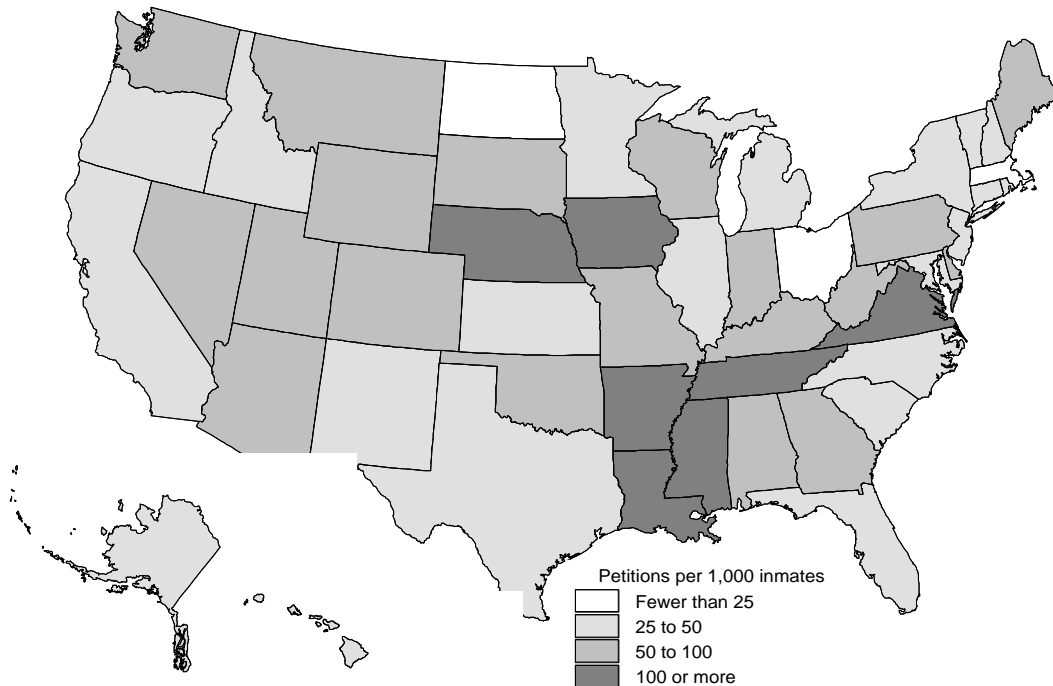 Petitions per 1,000 inmates
Fewer than 25
25 to 50
50 to 100
100 or more